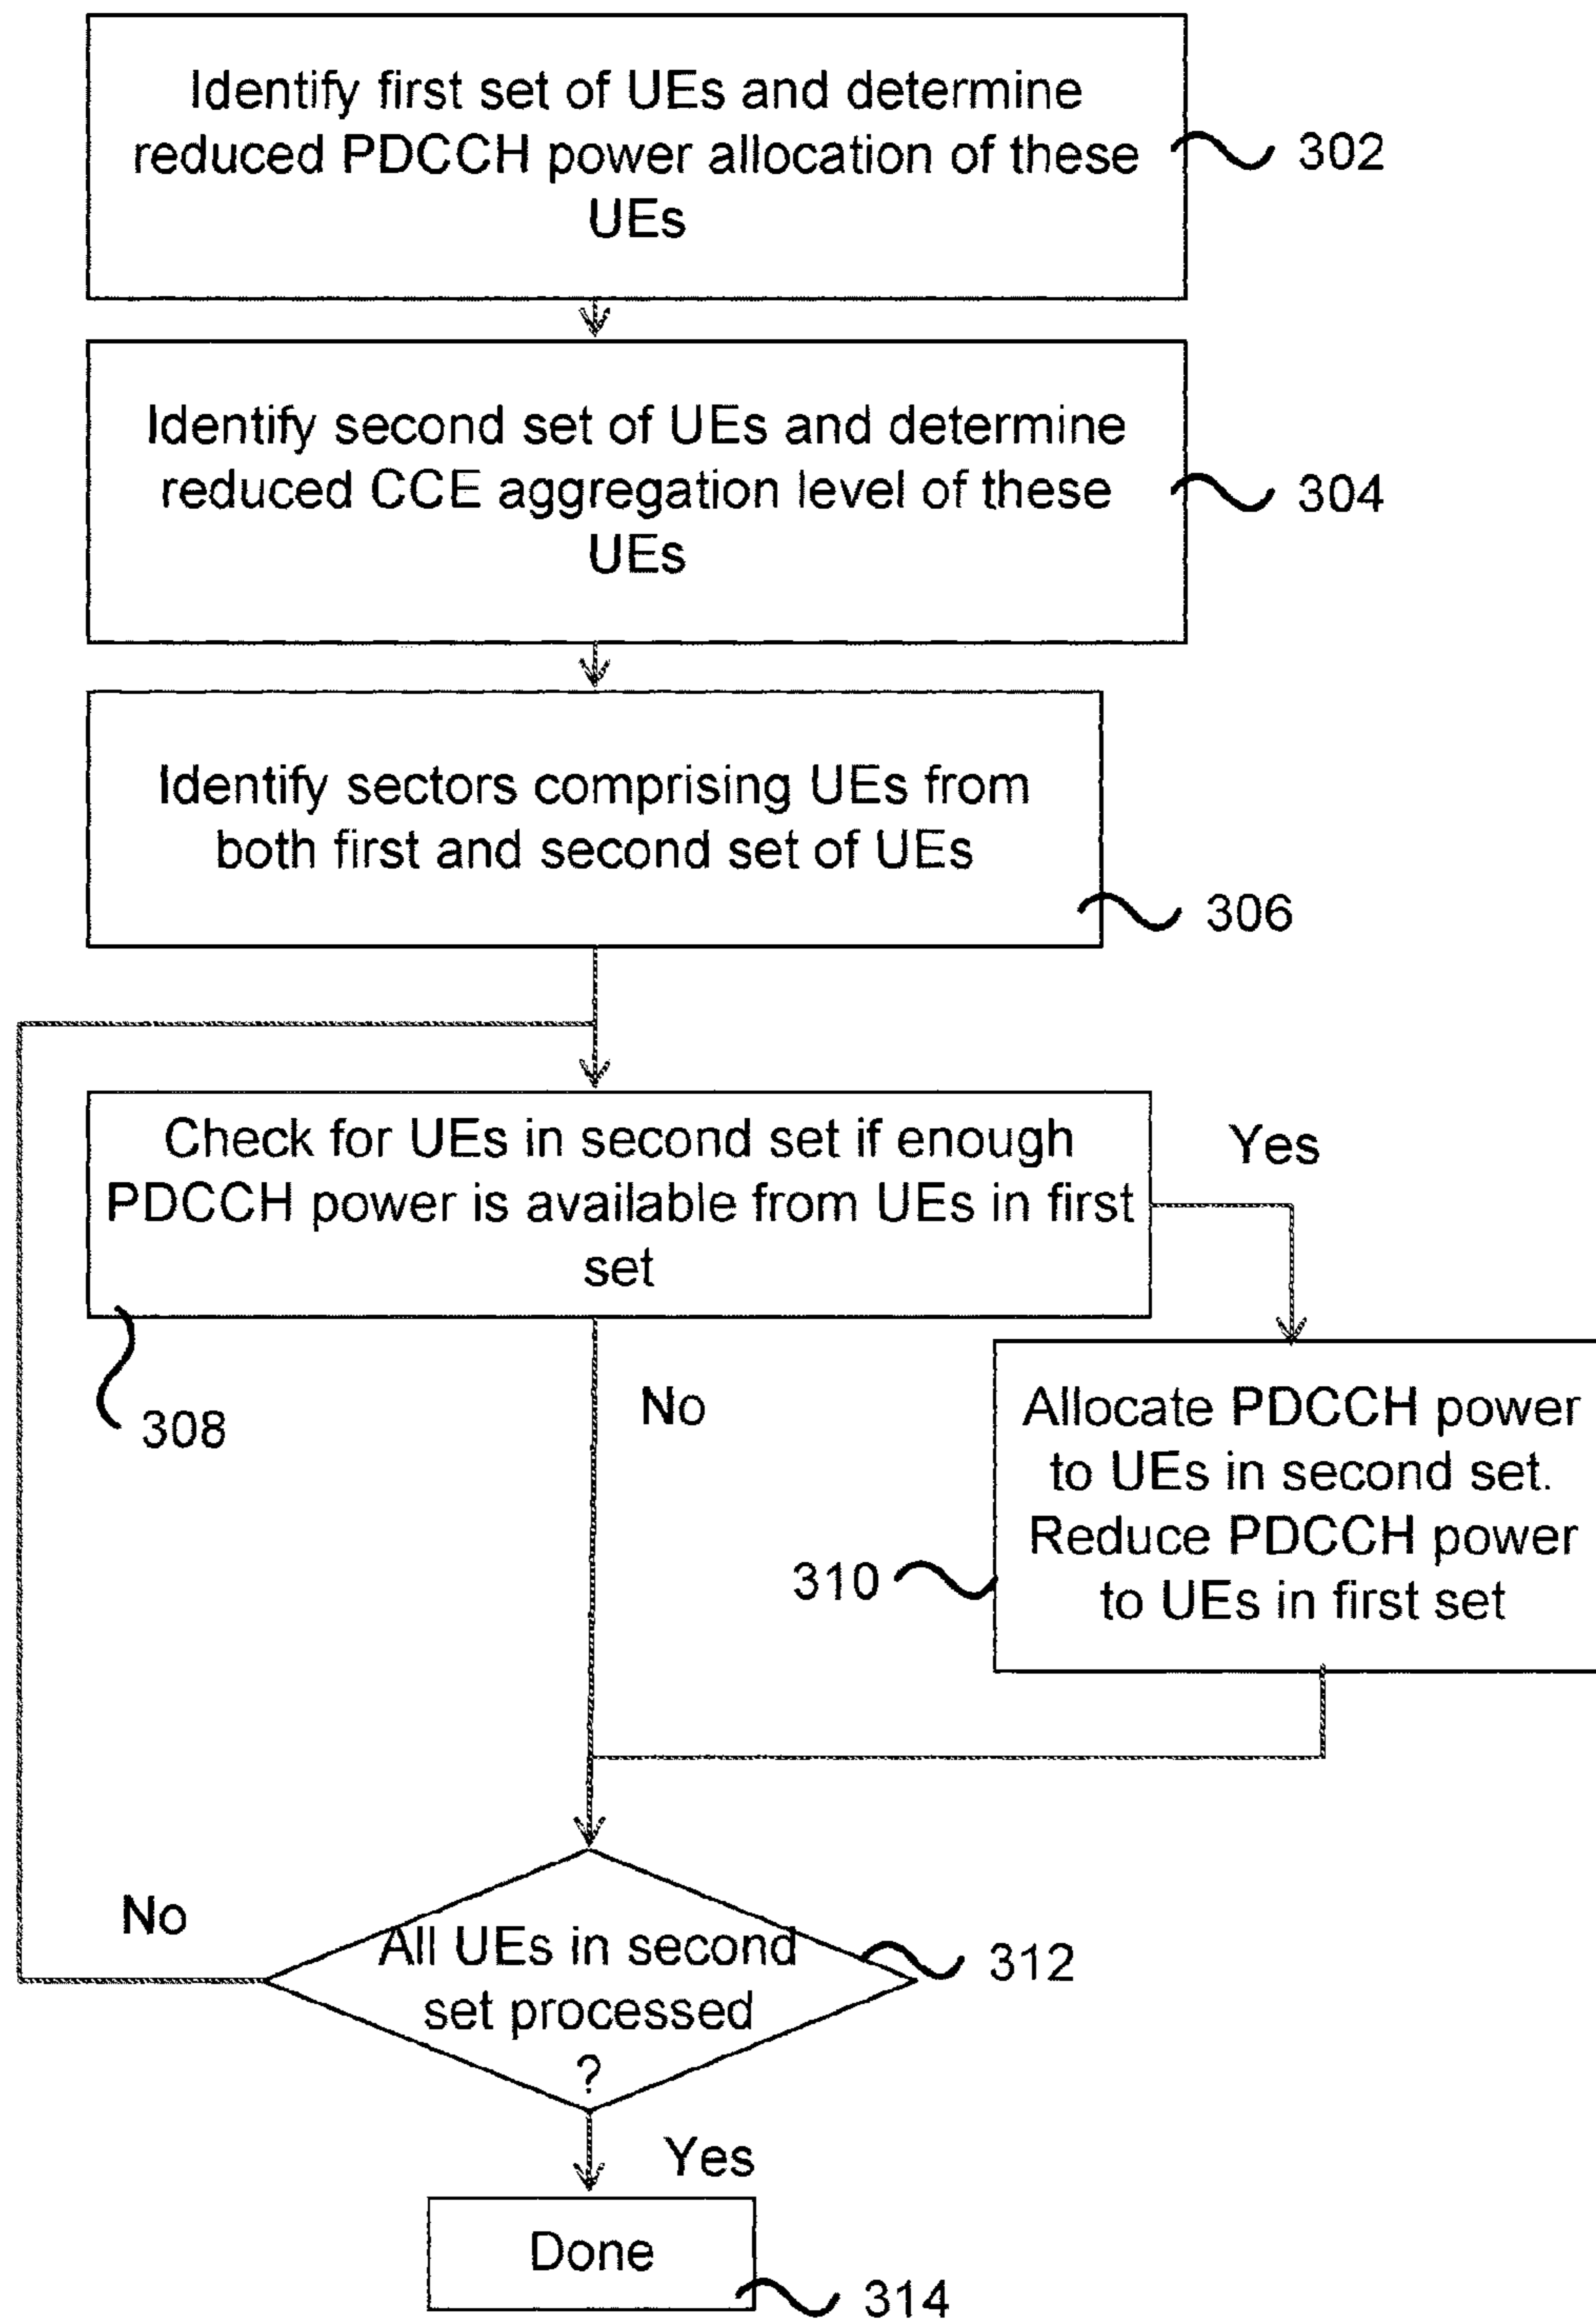 Identify first set of UEs and determine
reduced PDCCH power allocation of these
UEs
302
Identify second set of UEs and determine
reduced CCE aggregation level of these
UEs
304
Identify sectors comprising UEs from
both first and second set of UEs
306
Check for UEs in second set if enough
PDCCH power is available from UEs in first
set
308
Yes
No
Allocate PDCCH power
to UEs in second set.
Reduce PDCCH power
to UEs in first set
310
No
All UEs in second
set processed
?
312
Yes
Done
314